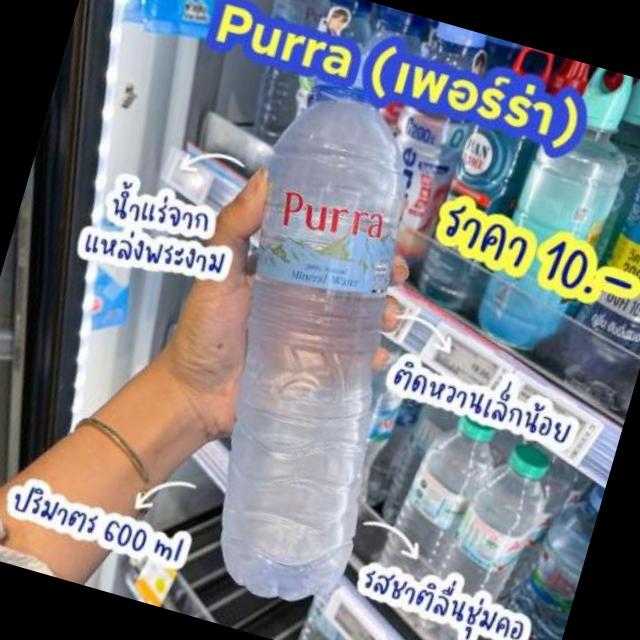 Purra (เพอร์ร่า)
น้ำแร่จาก
แหล่งพระงาม
ราคา 10.-
Purra
Mineral Water
ติดหวานเล็กน้อย
ปริมาตร 600 ml
รสชาติลื่นชุ่มคอ